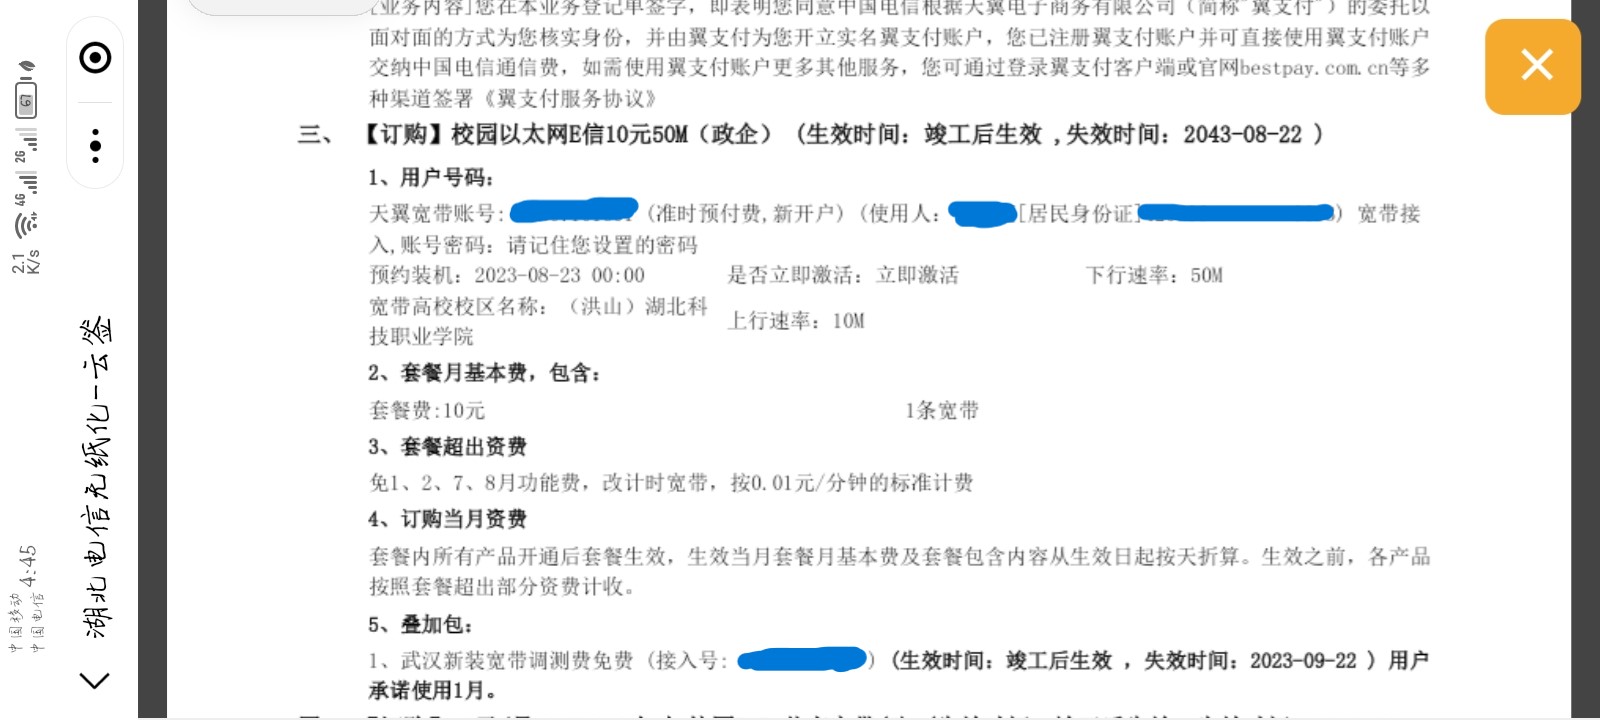 [业务内容]您在本业务登记单签字，即表明您同意中国电信根据天翼电子商务有限公司（简称"翼支付"）的委托以
面对面的方式为您核实身份，并由翼支付为您开立实名翼支付账户，您已注册翼支付账户并可直接使用翼支付账户
交纳中国电信通信费，如需使用翼支付账户更多其他服务，您可通过登录翼支付客户端或官网bestpay.com.cn等多
种渠道签署《翼支付服务协议》
三、【订购】校园以太网E信10元50M（政企）(生效时间：竣工后生效 ,失效时间：2043-08-22 )
1、用户号码：
天翼宽带账号: (准时预付费,新开户) (使用人: [居民身份证] ) 宽带接
入,账号密码：请记住您设置的密码
预约装机：2023-08-23 00:00 是否立即激活：立即激活 下行速率：50M
宽带高校校区名称：（洪山）湖北科
技职业学院 上行速率：10M
2、套餐月基本费，包含：
套餐费:10元 1条宽带
3、套餐超出资费
免1、2、7、8月功能费，改计时宽带，按0.01元/分钟的标准计费
4、订购当月资费
套餐内所有产品开通后套餐生效，生效当月套餐月基本费及套餐包含内容从生效日起按天折算。生效之前，各产品
按照套餐超出部分资费计收。
5、叠加包：
1、武汉新装宽带调测费免费（接入号: ）(生效时间：竣工后生效 ，失效时间：2023-09-22 ) 用户
承诺使用1月。
湖北电信无纸化-云签
中国移动
中国电信 4:45
2.1
K/s
4G
2G
67